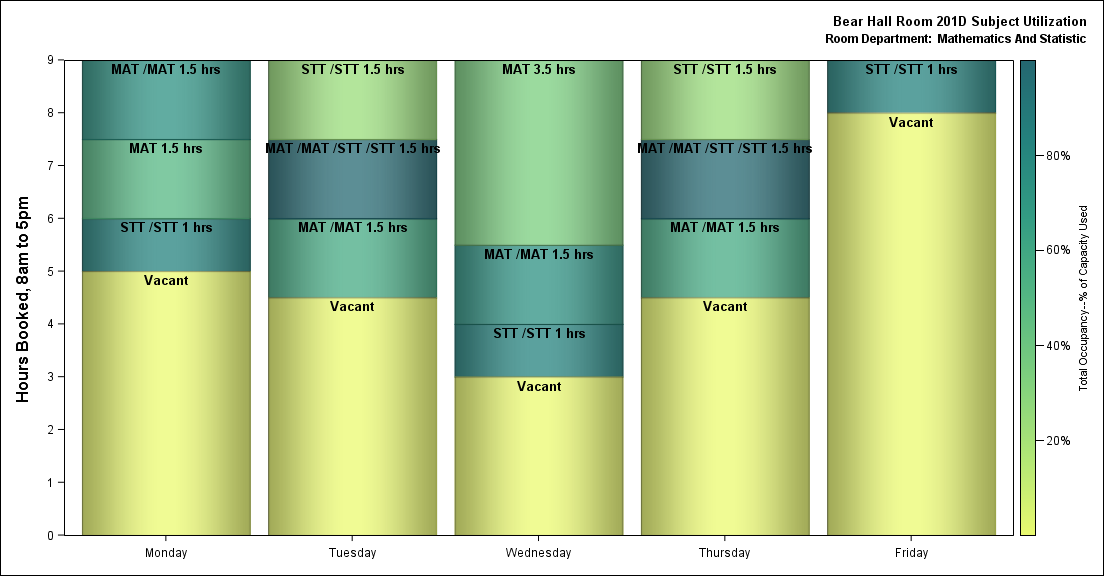 Bear Hall Room 201D Subject Utilization
Room Department: Mathematics And Statistic
Hours Booked, 8am to 5pm
9
8
7
6
5
4
3
2
1
0
MAT /MAT 1.5 hrs
MAT 1.5 hrs
STT /STT 1 hrs
Vacant
STT /STT 1.5 hrs
MAT /MAT /STT /STT 1.5 hrs
MAT /MAT 1.5 hrs
Vacant
MAT 3.5 hrs
MAT /MAT 1.5 hrs
STT /STT 1 hrs
Vacant
STT /STT 1.5 hrs
MAT /MAT /STT /STT 1.5 hrs
MAT /MAT 1.5 hrs
Vacant
STT /STT 1 hrs
Vacant
Monday
Tuesday
Wednesday
Thursday
Friday
80%
60%
40%
20%
Total Occupancy--% of Capacity Used